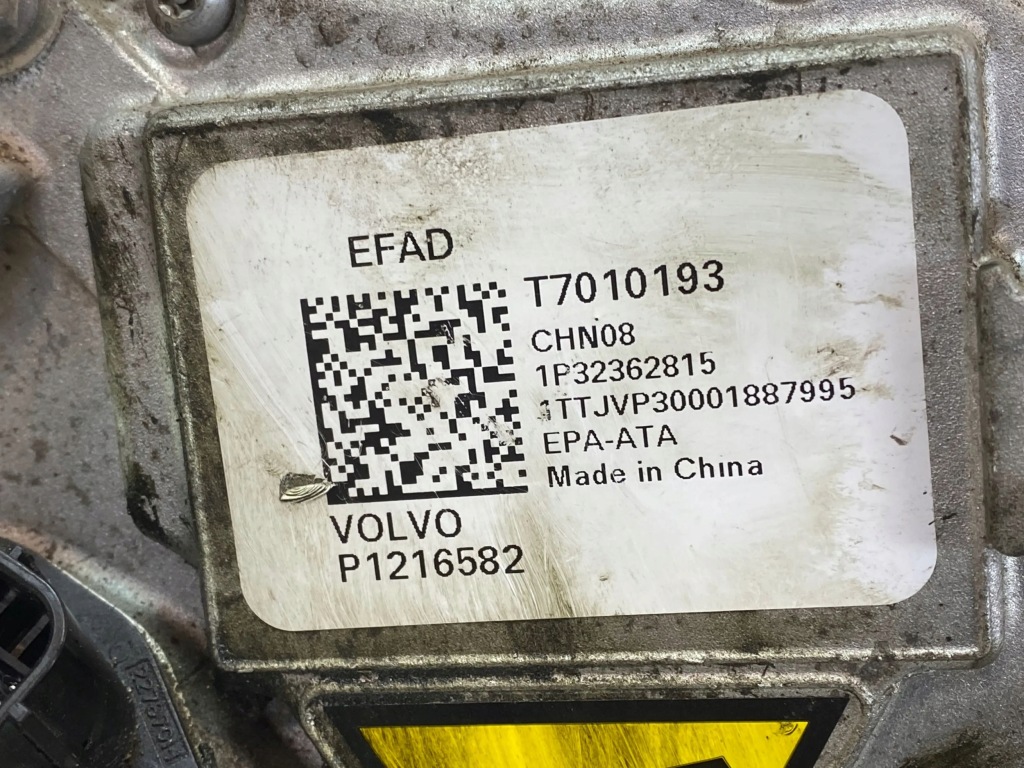 EFAD
T7010193
CHN08
1P32362815
1TTJVP30001887995
EPA-ATA
Made in China
VOLVO
P1216582